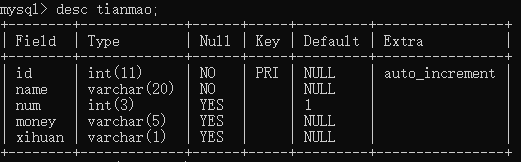 mysql> desc tianmao;
+--------+-------------+------+-----+---------+----------------+
| Field | Type | Null | Key | Default | Extra |
+--------+-------------+------+-----+---------+----------------+
| id | int(11) | NO | PRI | NULL | auto_increment |
| name | varchar(20) | NO | | NULL | |
| num | int(3) | YES | | 1 | |
| money | varchar(5) | YES | | NULL | |
| xihuan | varchar(1) | YES | | NULL | |
+--------+-------------+------+-----+---------+----------------+